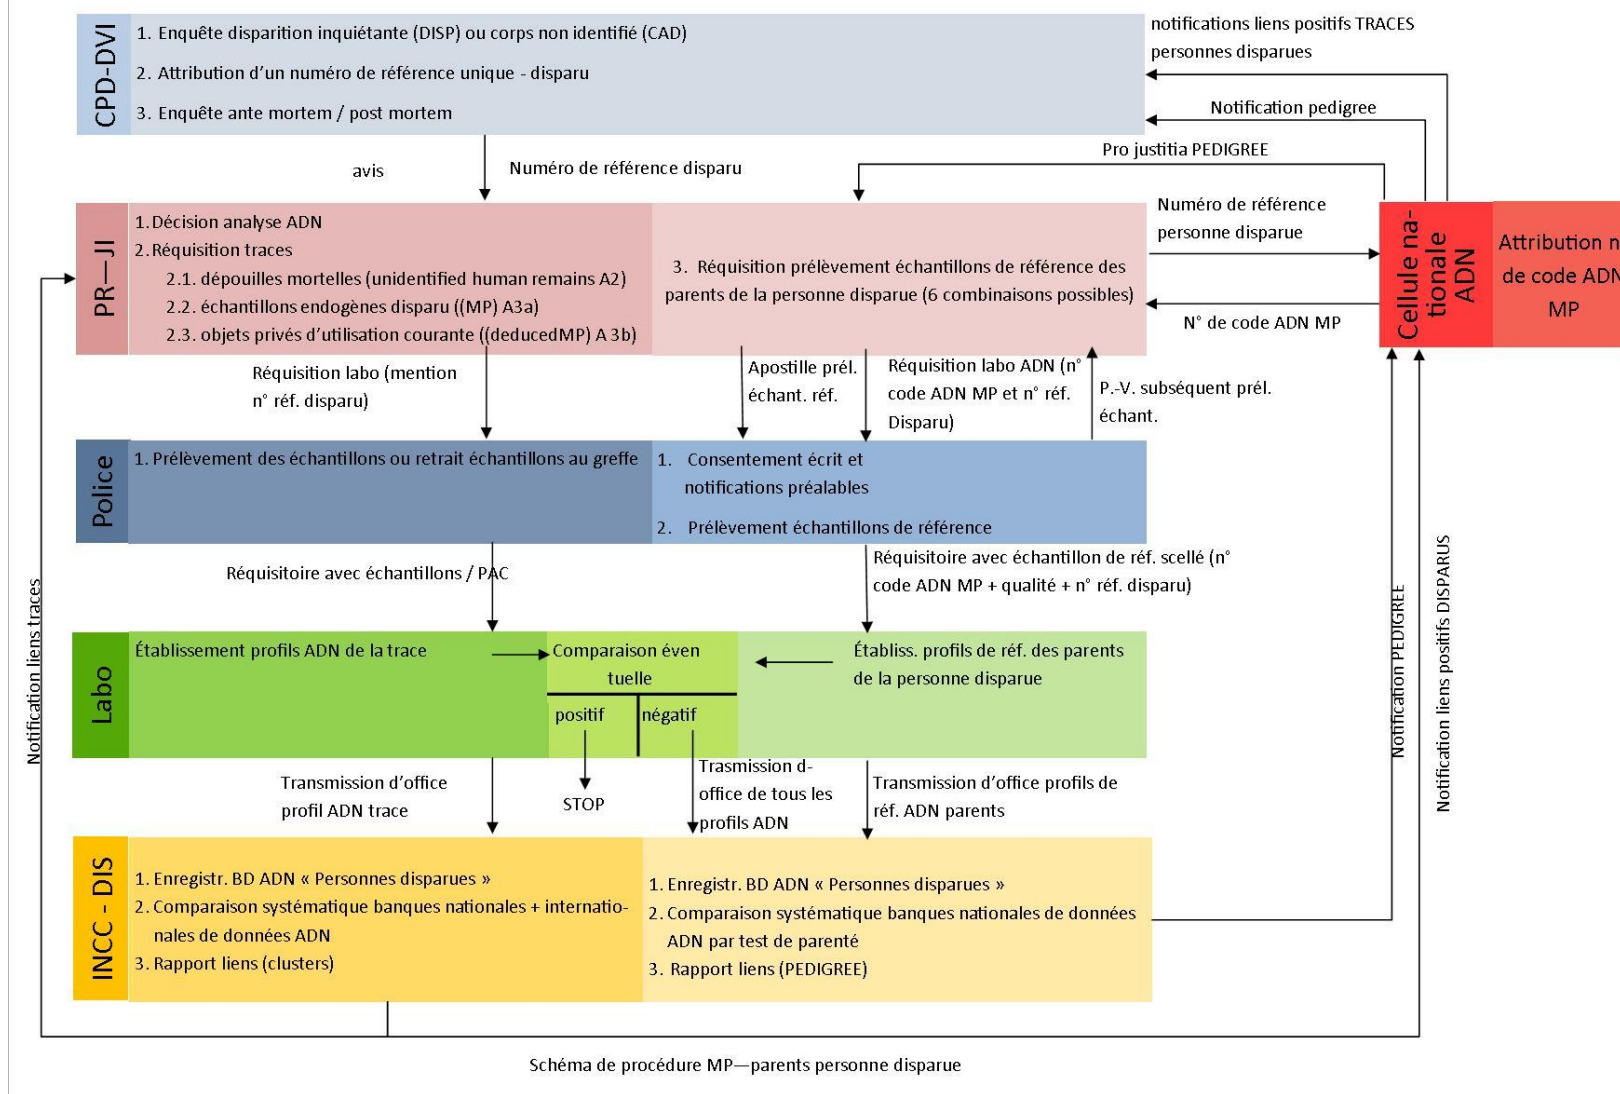 CPD-DVI
1. Enquête disparition inquiétante (DISP) ou corps non identifié (CAD)
2. Attribution d'un numéro de référence unique - disparu
3. Enquête ante mortem / post mortem
notifications liens positifs TRACES
personnes disparues
Notification pedigree
Pro justitia PEDIGREE
avis
Numéro de référence disparu
PR—JI
1.Décision analyse ADN
2.Réquisition traces
2.1. dépouilles mortelles (unidentified human remains A2)
2.2. échantillons endogènes disparu ((MP) A3a)
2.3. objets privés d'utilisation courante ((deducedMP) A 3b)
3. Réquisition prélèvement échantillons de référence des
parents de la personne disparue (6 combinaisons possibles)
Numéro de référence
personne disparue
N° de code ADN MP
Cellule na-
tionale
ADN
Attribution n
de code ADN
MP
Réquisition labo (mention
n° réf. disparu)
Apostille prél.
échant. réf.
Réquisition labo ADN (n°
code ADN MP et n° réf.
Disparu)
P.-V. subséquent prél.
échant.
Police
1. Prélèvement des échantillons ou retrait échantillons au greffe
1. Consentement écrit et
notifications préalables
2. Prélèvement échantillons de référence
Réquisitoire avec échantillons / PAC
Réquisitoire avec échantillon de réf. scellé (n°
code ADN MP + qualité + n° réf. disparu)
Labo
Établissement profils ADN de la trace
Comparaison éven
tuelle
positif
négatif
Établiss. profils de réf. des parents
de la personne disparue
Transmission d'office
profil ADN trace
STOP
Trasmission d-
office de tous les
profils ADN
Transmission d'office profils de
réf. ADN parents
INCC - DIS
1. Enregistr. BD ADN « Personnes disparues »
2. Comparaison systématique banques nationales + internatio-
nales de données ADN
3. Rapport liens (clusters)
1. Enregistr. BD ADN « Personnes disparues »
2. Comparaison systématique banques nationales de données
ADN par test de parenté
3. Rapport liens (PEDIGREE)
Notification liens traces
Notification PEDIGREE
Notification liens positifs DISPARUS
Schéma de procédure MP—parents personne disparue